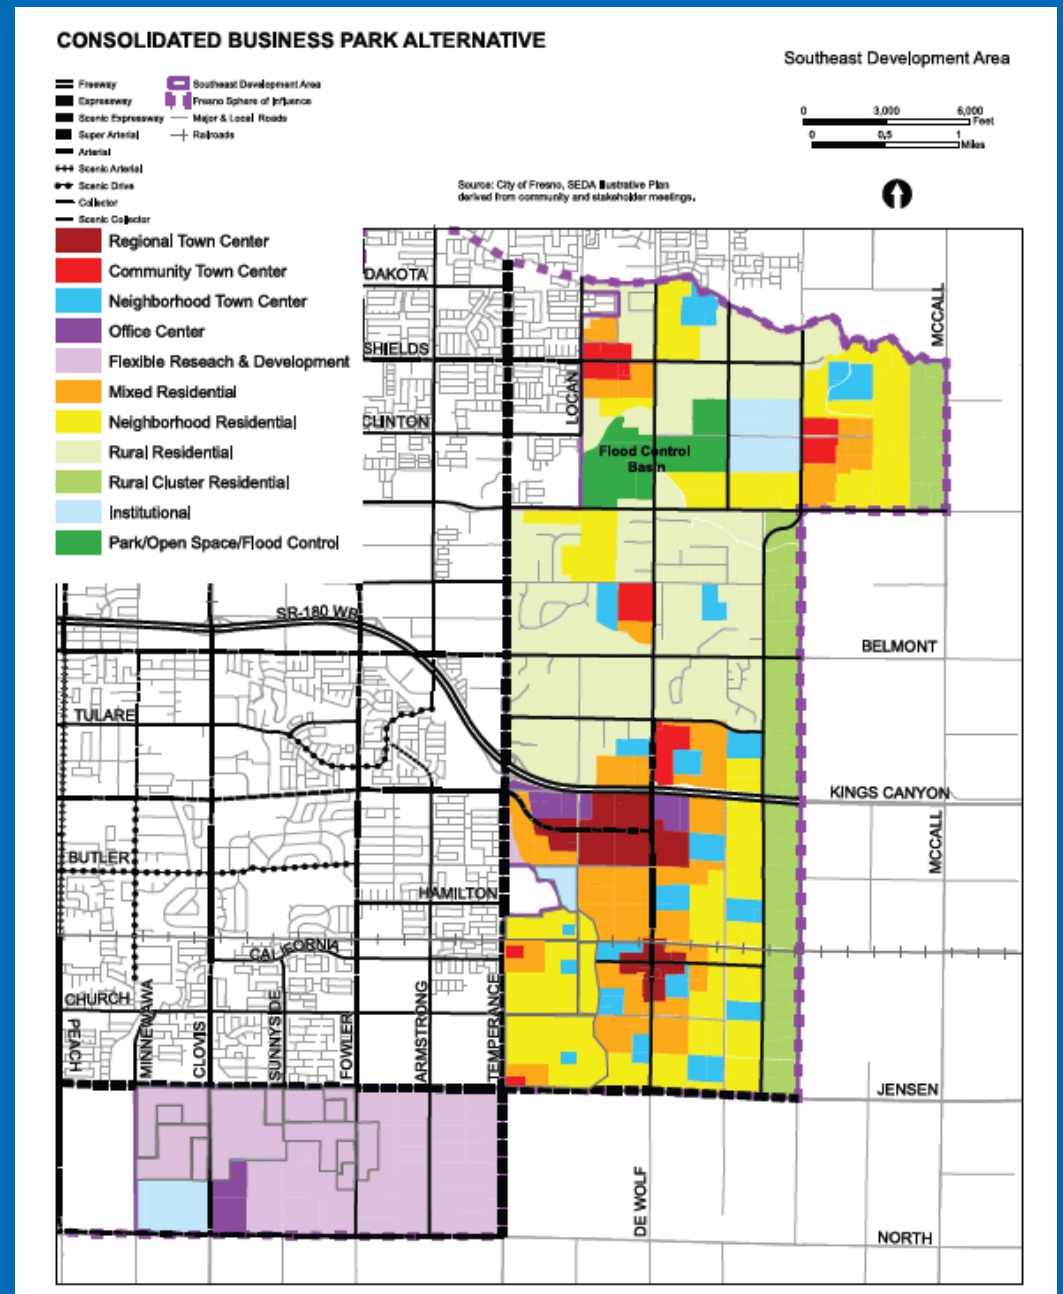 CONSOLIDATED BUSINESS PARK ALTERNATIVE
Southeast Development Area
Freeway
Expressway
Scenic Expressway
Super Arterial
Arterial
Scenic Arterial
Scenic Drive
Collector
Scenic Collector
Southeast Development Area
Fresno Sphere of Influence
Major & Local Roads
Railroads
0 3,000 6,000
Feet
0 0.5 1
Miles
Source: City of Fresno, SEDA Illustrative Plan
derived from community and stakeholder meetings.
Regional Town Center
Community Town Center
Neighborhood Town Center
Office Center
Flexible Reseach & Development
Mixed Residential
Neighborhood Residential
Rural Residential
Rural Cluster Residential
Institutional
Park/Open Space/Flood Control
DAKOTA
SHIELDS
CLINTON
LOCAN
MCCALL
Flood Control
Basin
SR-180 WB
BELMONT
TULARE
KINGS CANYON
BUTLER
MCCALL
HAMILTON
CALIFORNIA
CHURCH
PEACH
MINNEWAWA
CLOVIS
SUNNYSIDE
FOWLER
ARMSTRONG
TEMPERANCE
JENSEN
DE WOLF
NORTH